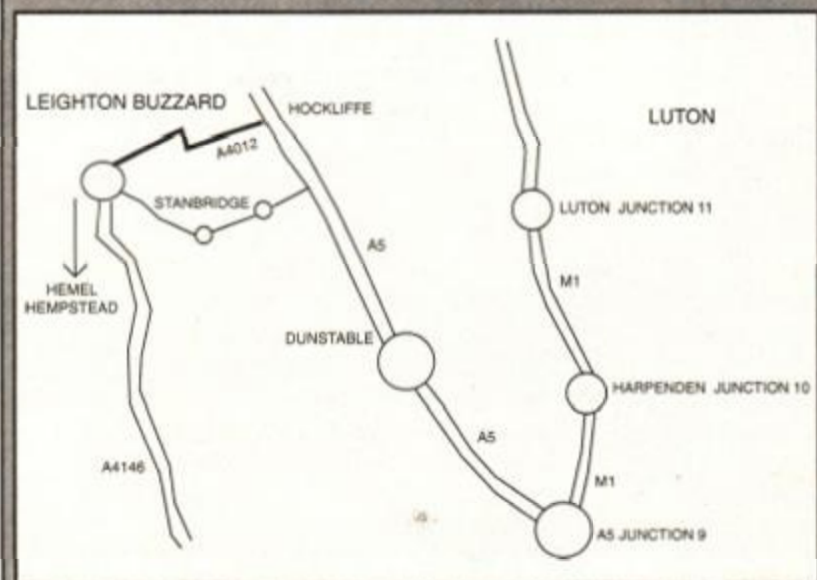 LEIGHTON BUZZARD
HOCKLIFFE
LUTON
A4012
STANBRIDGE
LUTON JUNCTION 11
A5
M1
HEMEL
HEMPSTEAD
DUNSTABLE
HARPENDEN JUNCTION 10
A5
A4146
M1
A5 JUNCTION 9